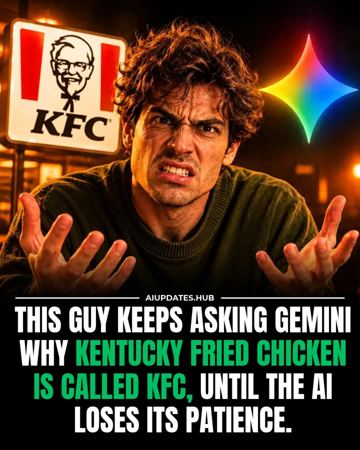 KFC
AIUPDATES.HUB
THIS GUY KEEPS ASKING GEMINI
WHY KENTUCKY FRIED CHICKEN
IS CALLED KFC, UNTIL THE AI
LOSES ITS PATIENCE.